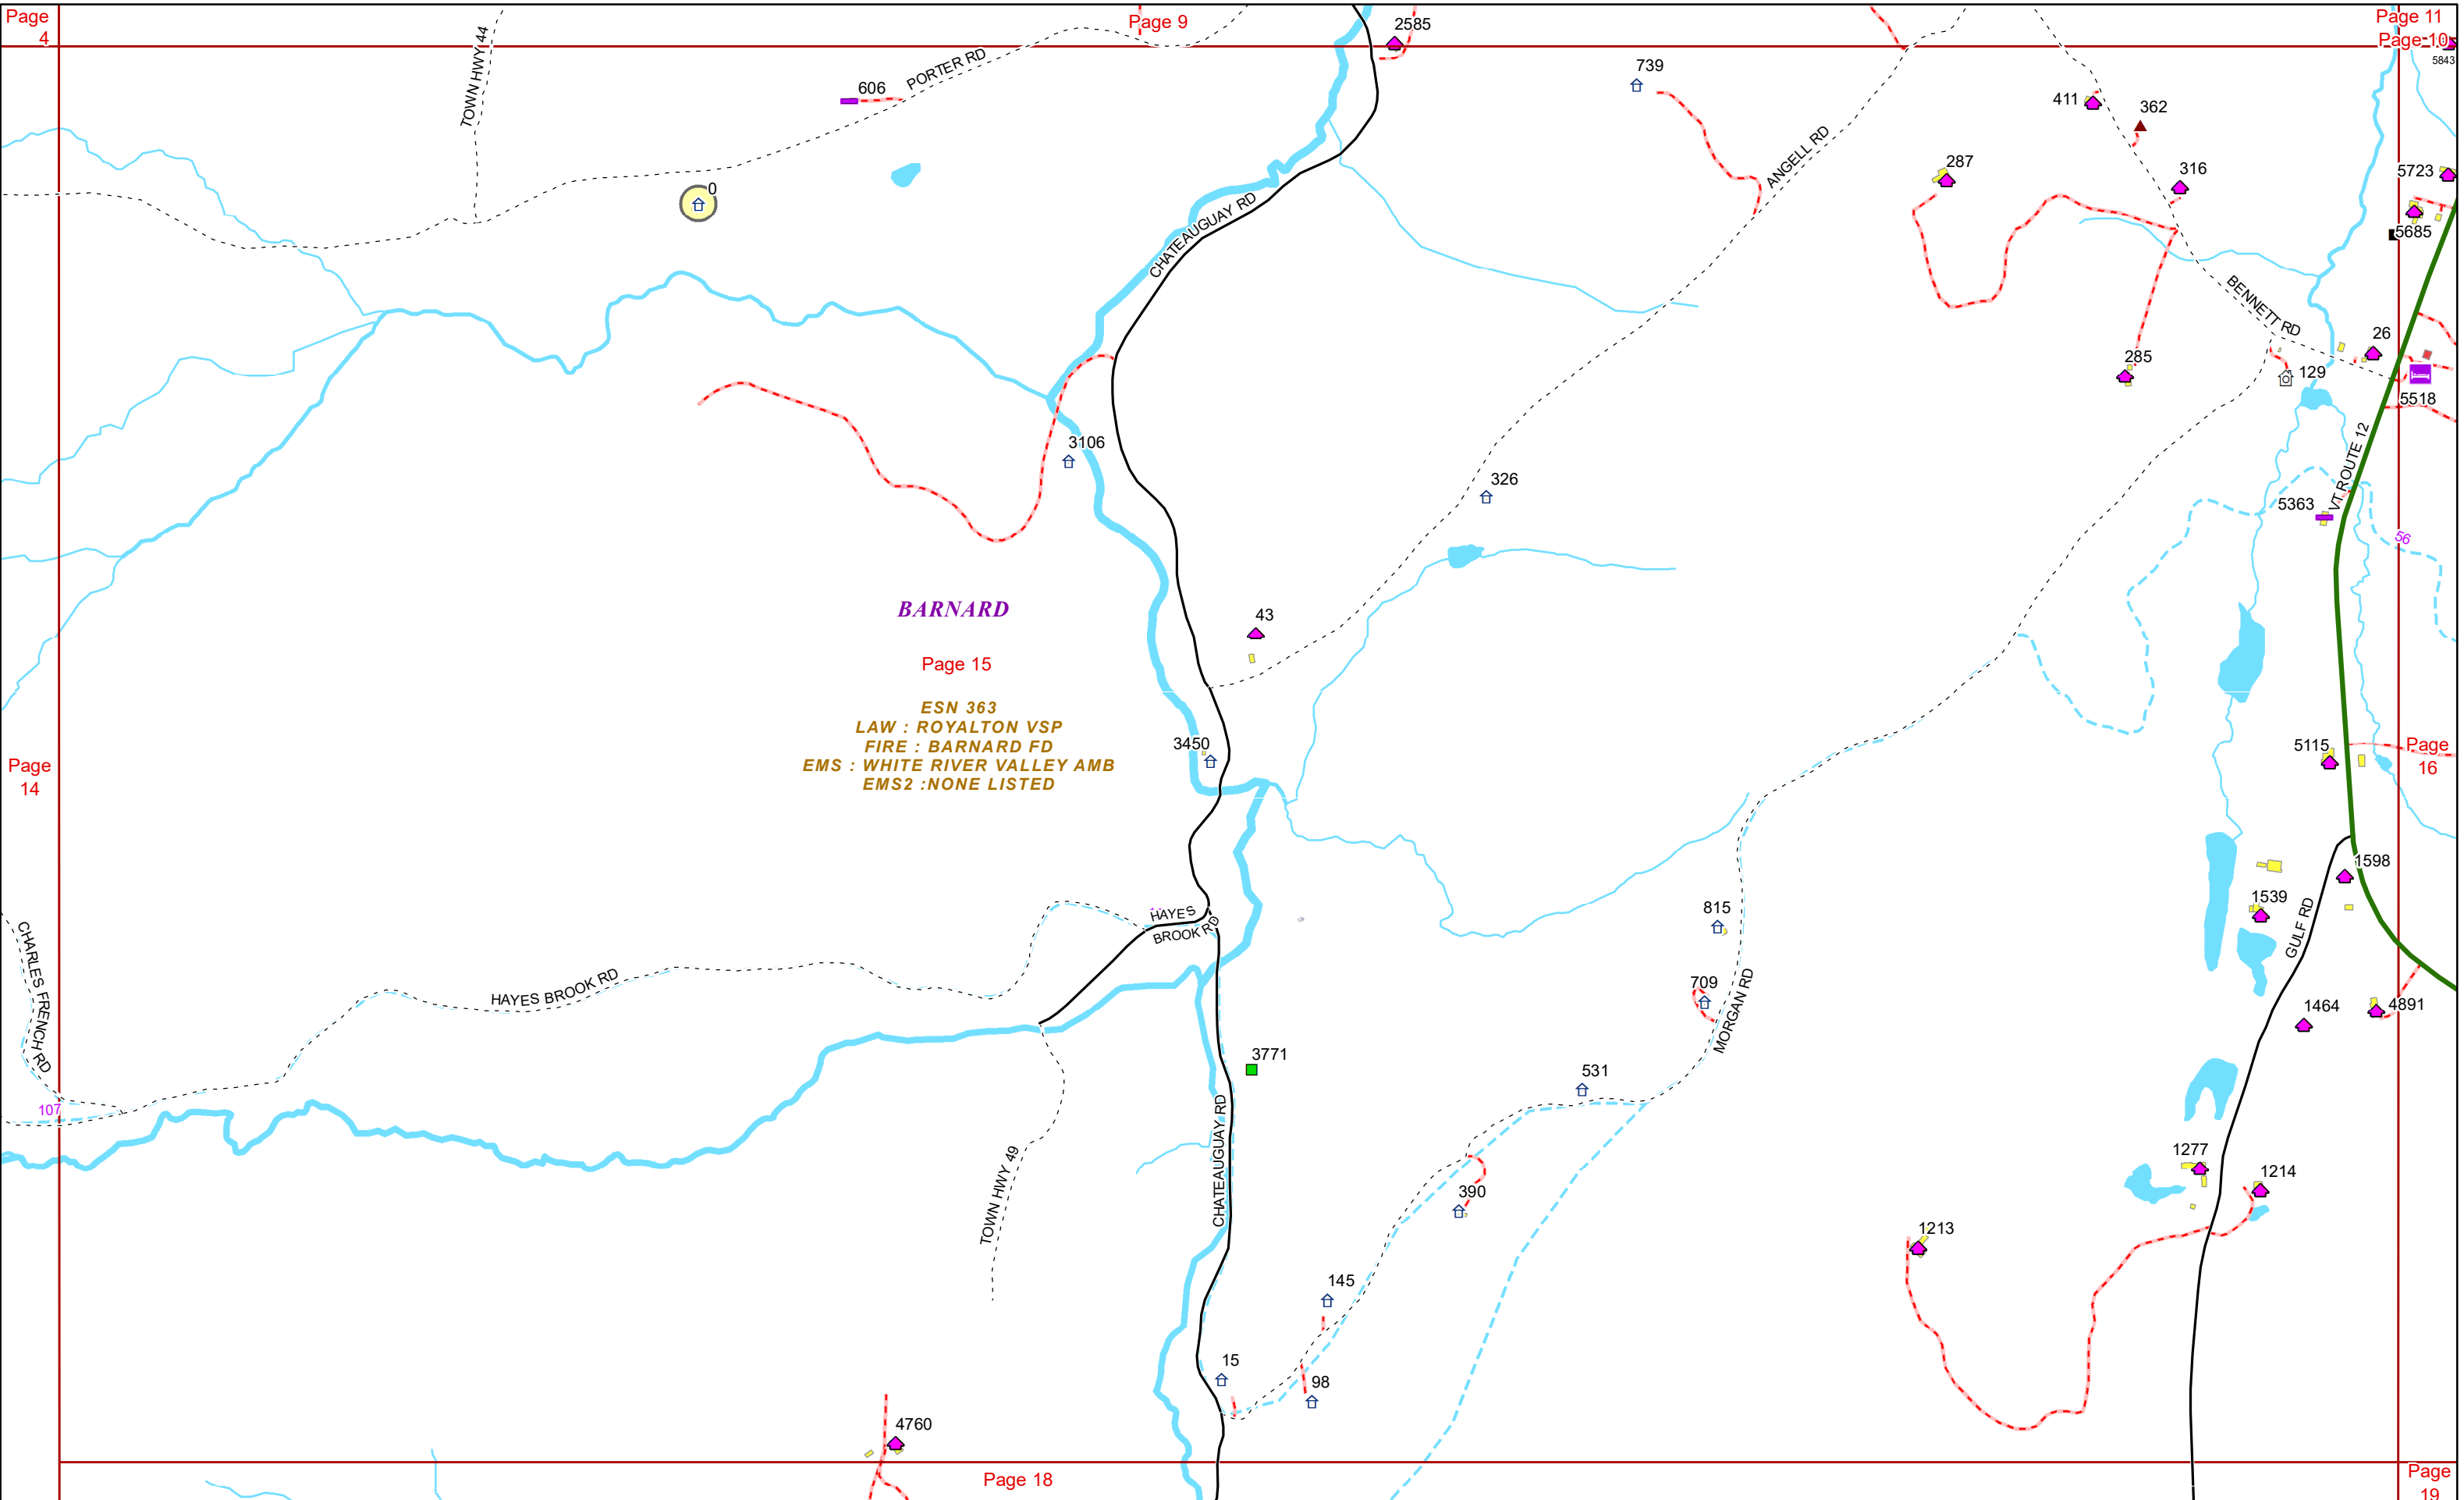 Page
4
Page 9
Page 11
Page 10
2585
5843
TOWN HWY 44
606
PORTER RD
739
411
362
ANGELL RD
287
316
5723
0
CHATEAUGUAY RD
5685
BENNETT RD
26
285
129
5518
3106
326
VT ROUTE 12
5363
56
BARNARD
43
Page 15
ESN 363
LAW : ROYALTON VSP
FIRE : BARNARD FD
EMS : WHITE RIVER VALLEY AMB
EMS2 :NONE LISTED
3450
5115
Page
14
Page
16
1598
1539
815
HAYES
BROOK RD
GULF RD
CHARLES FRENCH RD
HAYES BROOK RD
709
MORGAN RD
1464
4891
3771
531
107
CHATEAUGUAY RD
TOWN HWY 49
1277
1214
390
1213
145
15
98
4760
Page 18
Page
19